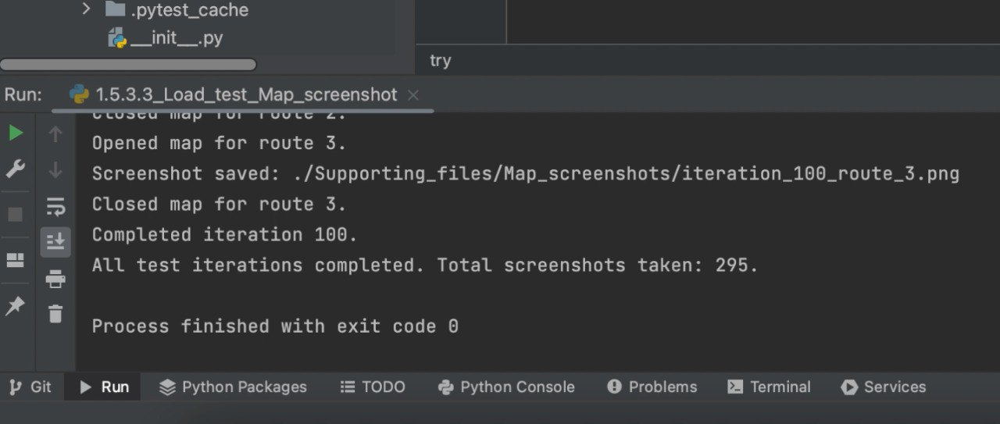 .pytest_cache
__init__.py
try
Run:
1.5.3.3_Load_test_Map_screenshot
Closed map for route 2.
Opened map for route 3.
Screenshot saved: ./Supporting_files/Map_screenshots/iteration_100_route_3.png
Closed map for route 3.
Completed iteration 100.
All test iterations completed. Total screenshots taken: 295.
Process finished with exit code 0
Git
Run
Python Packages
TODO
Python Console
Problems
Terminal
Services